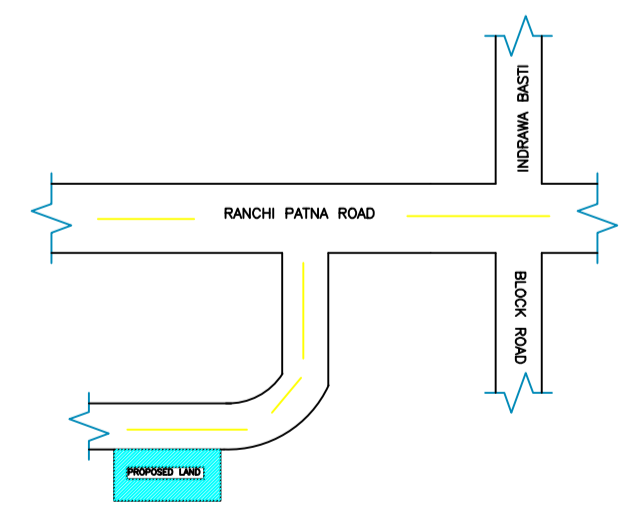 INDRAWA BASTI
RANCHI PATNA ROAD
BLOCK ROAD
PROPOSED LAND